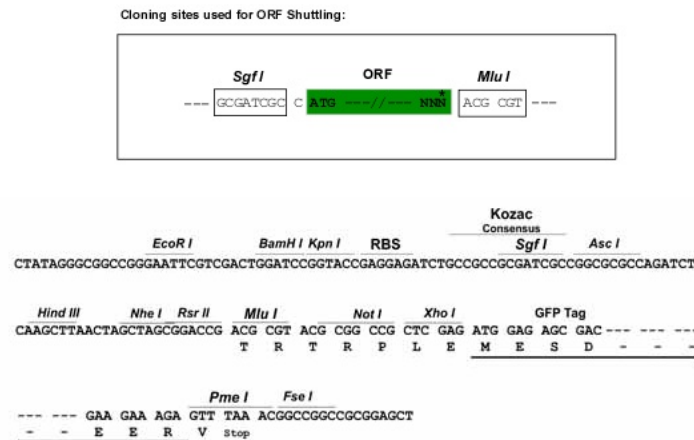 Cloning sites used for ORF Shuttling:
Sgf I ORF Mlu I
--- GCGATCGC C ATG ---//--- NNN* ACG CGT ---
Kozac
Consensus
EcoR I BamH I Kpn I RBS Sgf I Asc I
CTATAGGGCGGCCGGGAATTCGTCGACTGGATCCGGTACCGAGGAGATCTGCCGCCGCGATCGCCGGCGCGCCAGATCT
Hind III Nhe I Rsr II Mlu I Not I Xho I GFP Tag
CAAGCTTAACTAGCTAGCGGACCG ACG CGT ACG CGG CCG CTC GAG ATG GAG AGC GAC--- --- ---
T R T R P L E M E S D - - -
Pme I Fse I
--- --- GAA GAA AGA GTT TAA ACGGCCGGCCGCGGAGCT
- - E E R V Stop